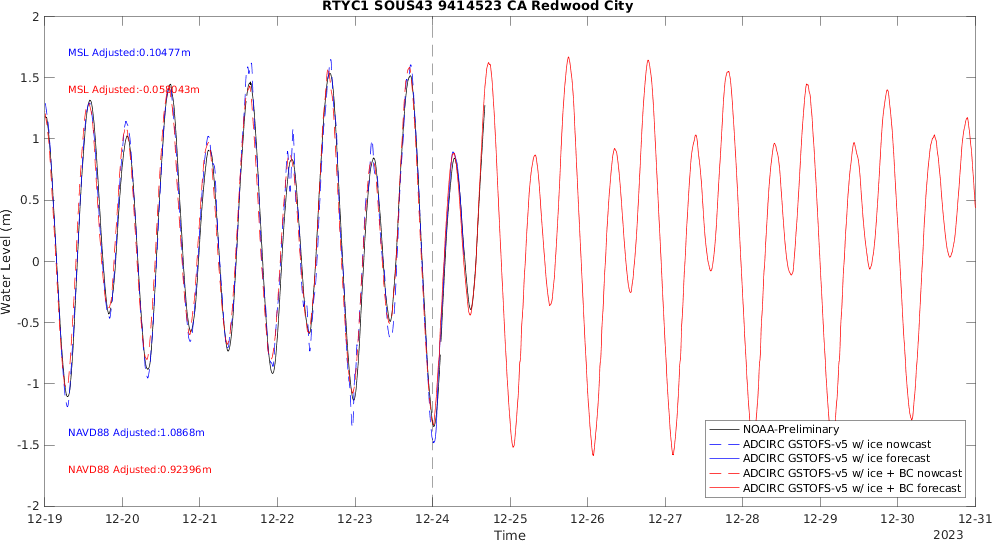 RTYC1 SOUS43 9414523 CA Redwood City
MSL Adjusted:0.10477m
MSL Adjusted:-0.058043m
NAVD88 Adjusted:1.0868m
NAVD88 Adjusted:0.92396m
Water Level (m)
2
1.5
1
0.5
0
-0.5
-1
-1.5
-2
NOAA-Preliminary
ADCIRC GSTOFS-v5 w/ ice nowcast
ADCIRC GSTOFS-v5 w/ ice forecast
ADCIRC GSTOFS-v5 w/ ice + BC nowcast
ADCIRC GSTOFS-v5 w/ ice + BC forecast
12-19 12-20 12-21 12-22 12-23 12-24 12-25 12-26 12-27 12-28 12-29 12-30 12-31
Time
2023